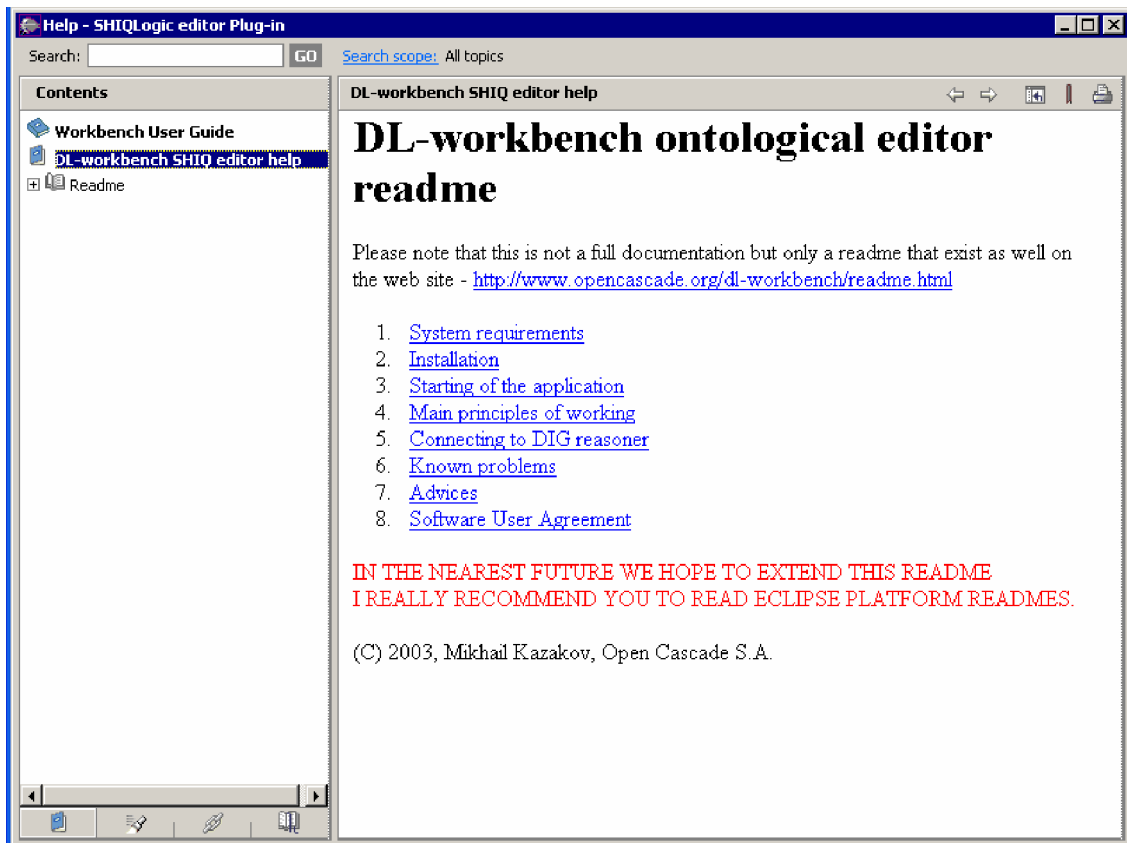 Help - SHIQLogic editor Plug-in
Search:
GO
Search scope: All topics
Contents
Workbench User Guide
DL-workbench SHIQ editor help
Readme
DL-workbench SHIQ editor help
DL-workbench ontological editor
readme
Please note that this is not a full documentation but only a readme that exist as well on
the web site - http://www.opencascade.org/dl-workbench/readme.html
1. System requirements
2. Installation
3. Starting of the application
4. Main principles of working
5. Connecting to DIG reasoner
6. Known problems
7. Advices
8. Software User Agreement
IN THE NEAREST FUTURE WE HOPE TO EXTEND THIS README
I REALLY RECOMMEND YOU TO READ ECLIPSE PLATFORM READMES.
(C) 2003, Mikhail Kazakov, Open Cascade S.A.